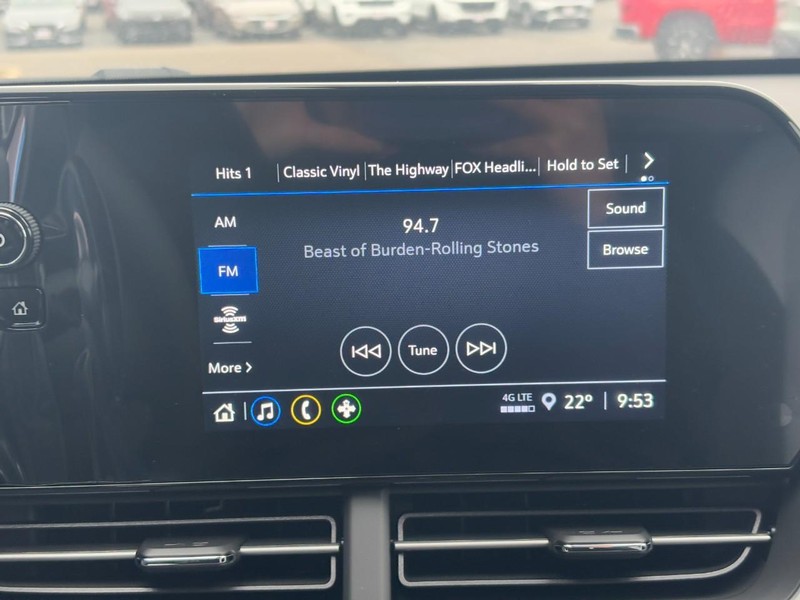 Hits 1 Classic Vinyl The Highway FOX Headli... Hold to Set
AM
94.7
Sound
Beast of Burden-Rolling Stones
Browse
FM
SiriusXM
Tune
More
4G LTE
22° 9:53